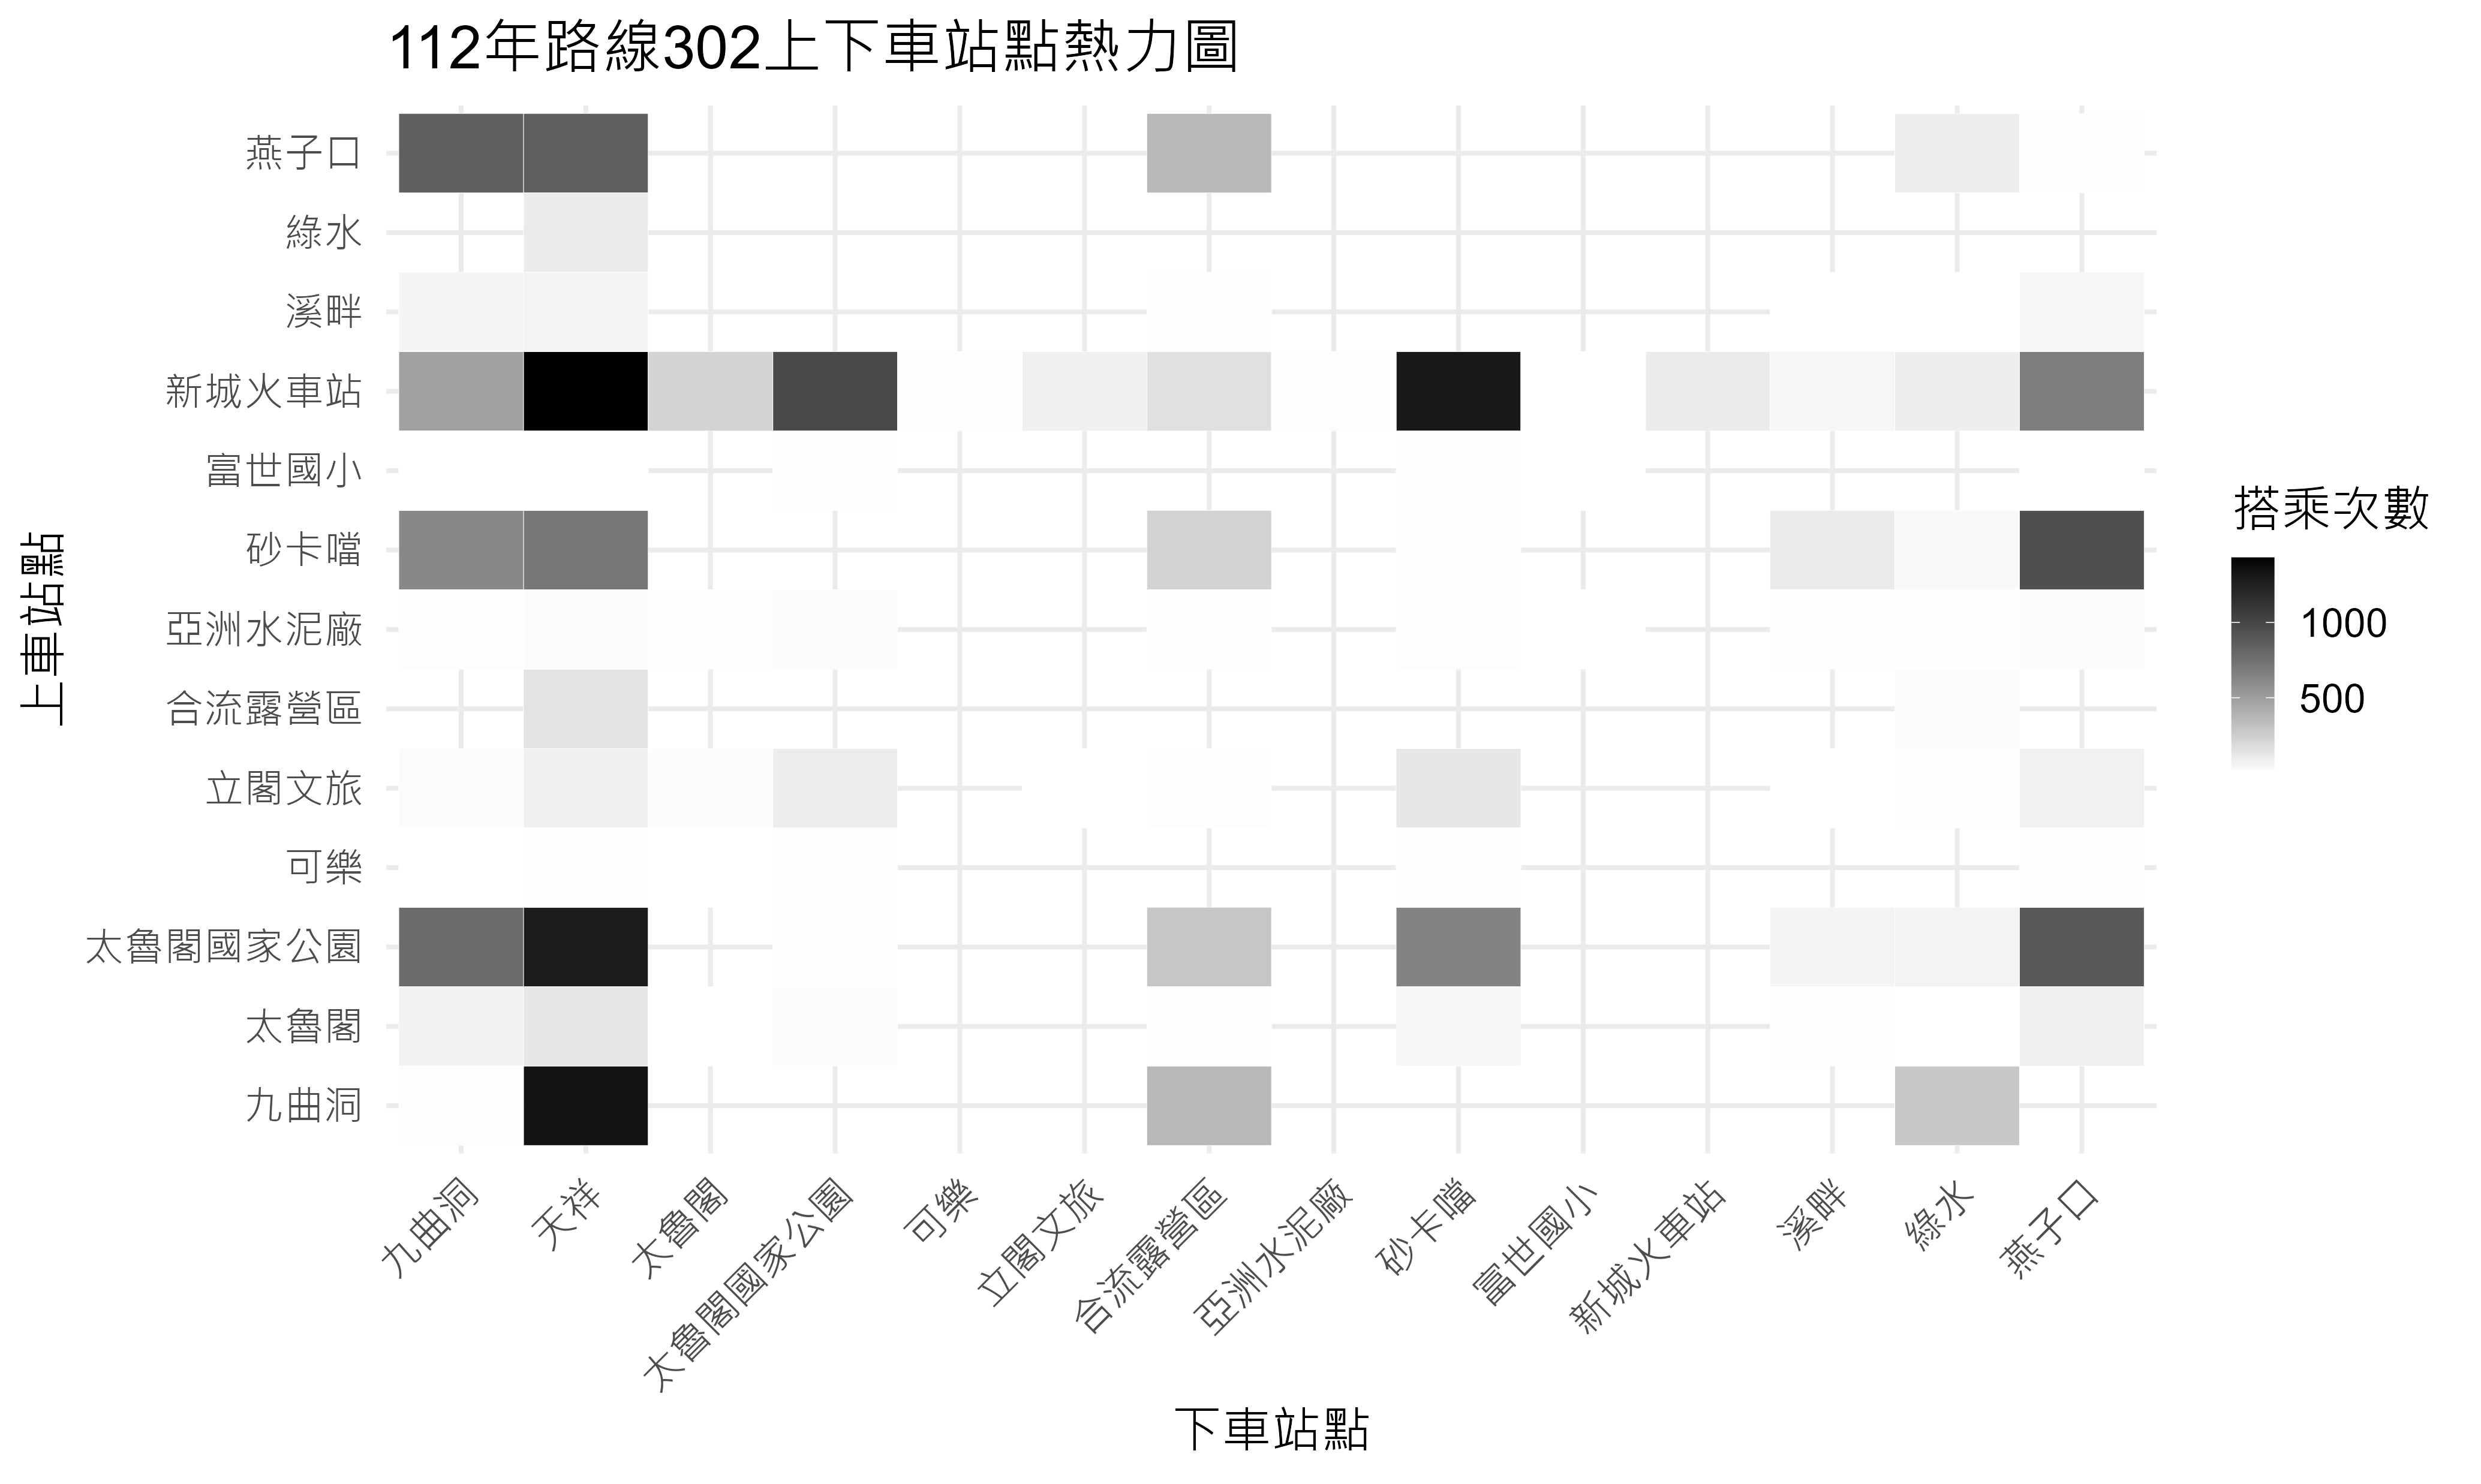 112年路線302上下車站點熱力圖
上車站點
燕子口
綠水
溪畔
新城火車站
富世國小
砂卡噹
亞洲水泥廠
合流露營區
立閣文旅
可樂
太魯閣國家公園
太魯閣
九曲洞
九曲洞
天祥
太魯閣
太魯閣國家公園
可樂
立閣文旅
合流露營區
亞洲水泥廠
砂卡噹
富世國小
新城火車站
溪畔
綠水
燕子口
下車站點
搭乘次數
1000
500